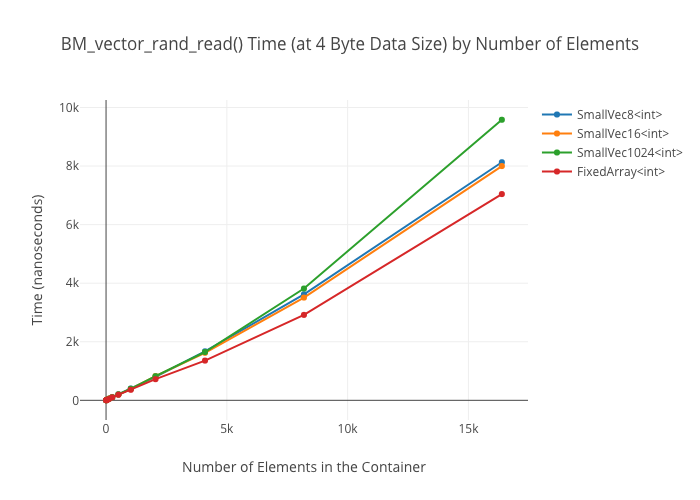 BM_vector_rand_read() Time (at 4 Byte Data Size) by Number of Elements
10k
8k
6k
4k
2k
0
Time (nanoseconds)
0
5k
10k
15k
Number of Elements in the Container
SmallVec8<int>
SmallVec16<int>
SmallVec1024<int>
FixedArray<int>